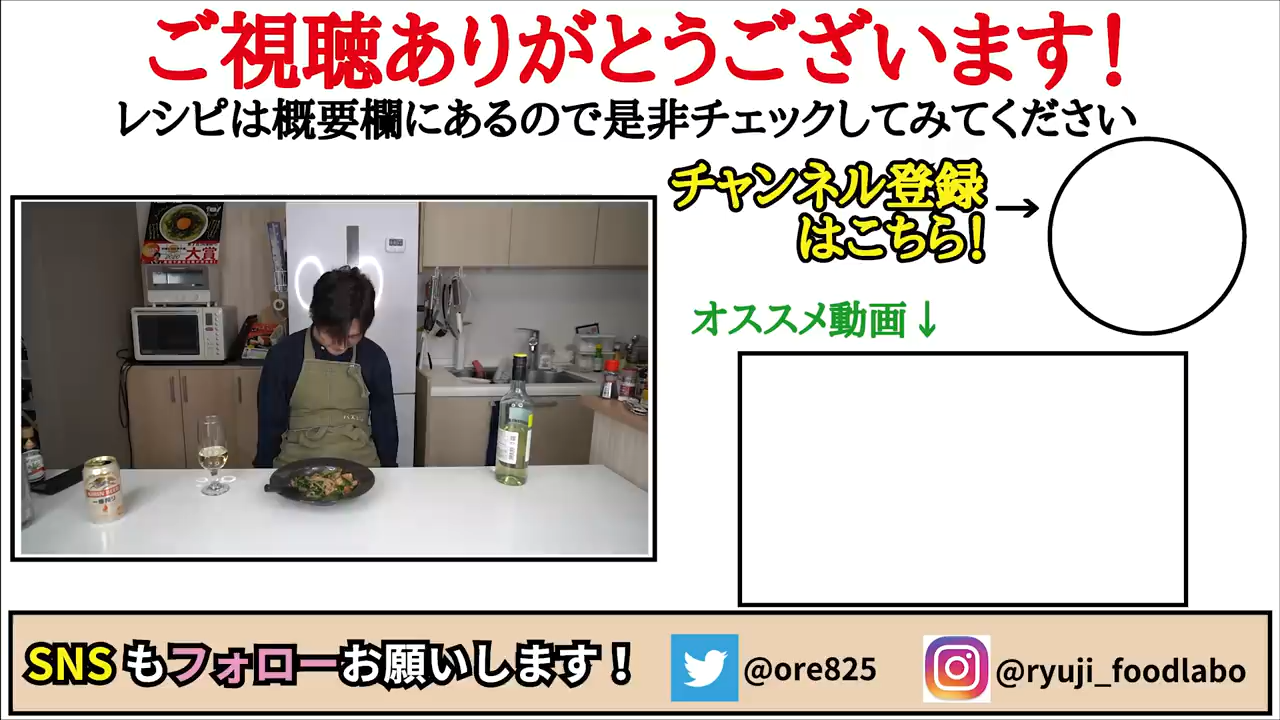 ご視聴ありがとうございます！
レシピは概要欄にあるので是非チェックしてみてください
チャンネル登録 →
はこちら！
オススメ動画↓
大賞
SNSもフォローお願いします！
@ore825
@ryuji_foodlabo